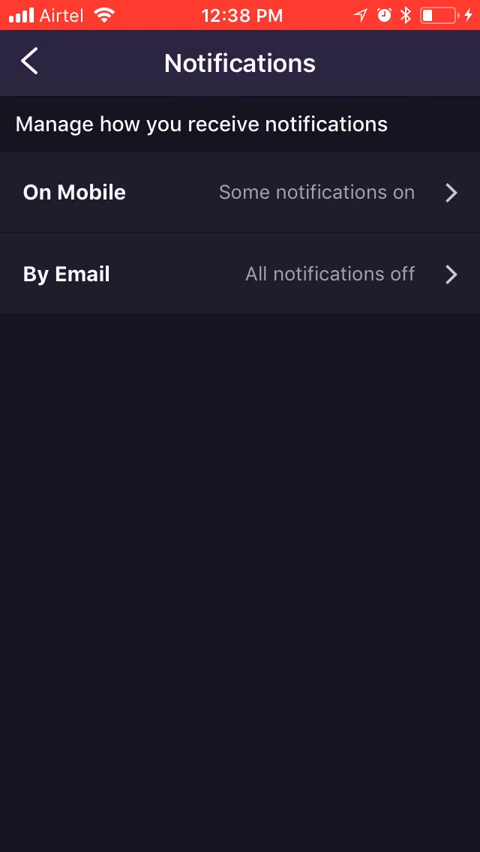 Airtel 12:38 PM
Notifications
Manage how you receive notifications
On Mobile Some notifications on
By Email All notifications off